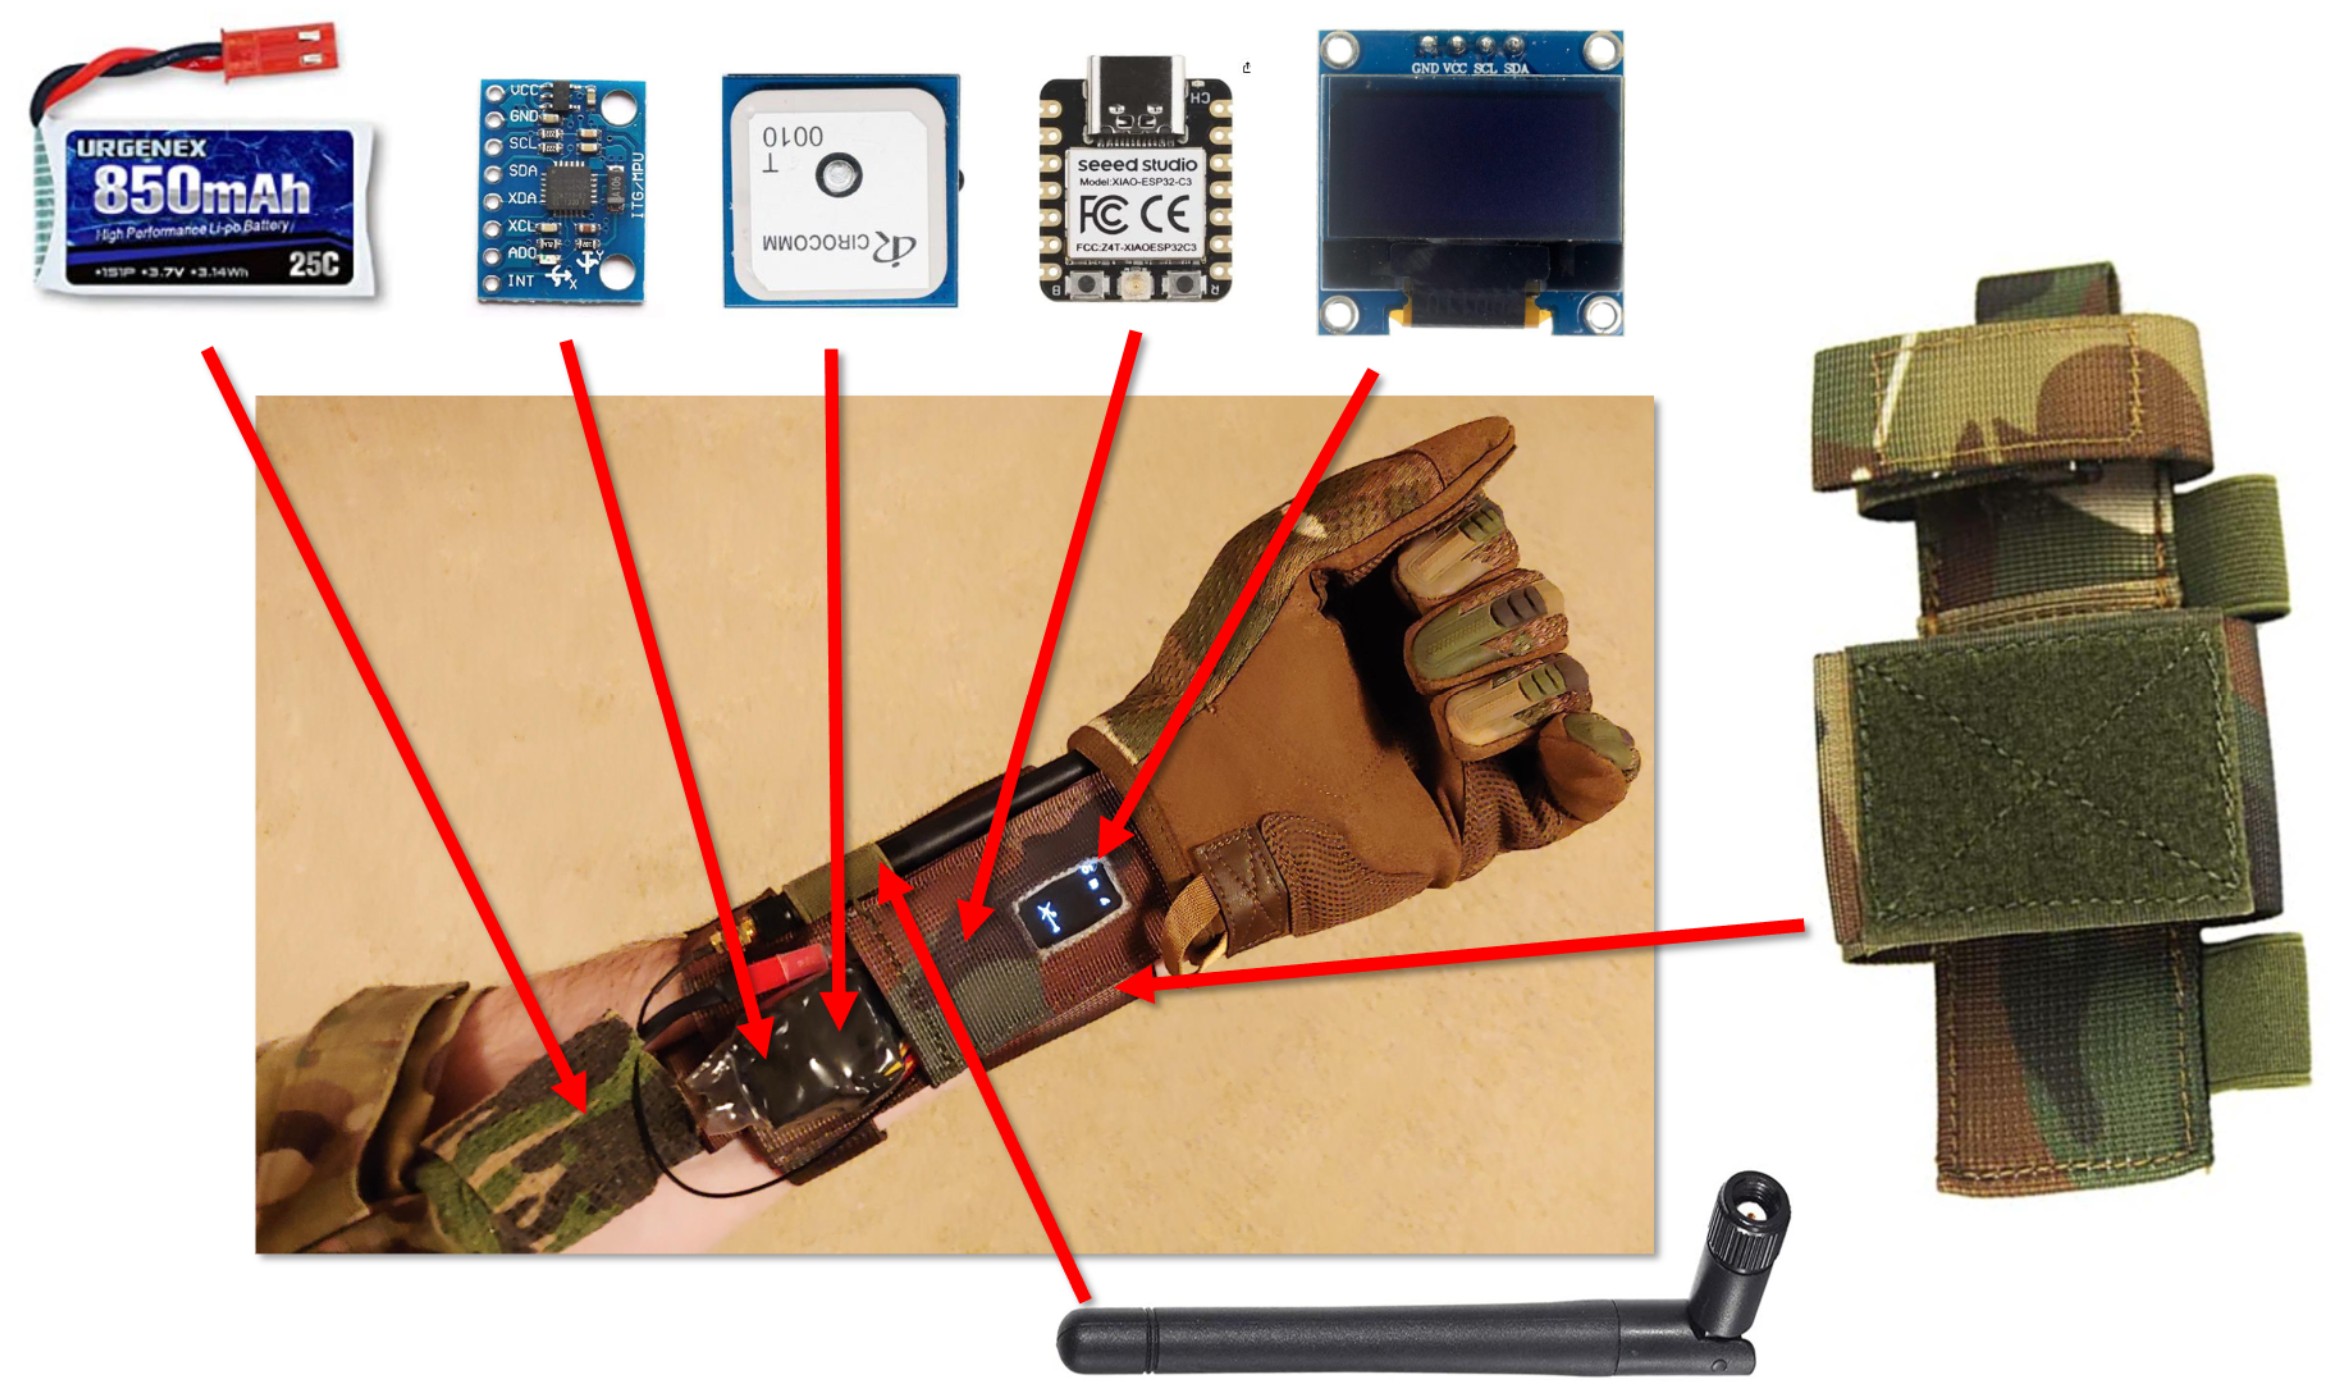 URGENEX
850mAh
High Performance Li-po Battery
•1S1P •3.7V •3.14Wh
25C
VCC
GND
SCL
SDA
XDA
XCL
ADO
INT
ITG/MPU
X
Y
T
0010
CIROCOMM
CH
seeed studio
Model:XIAO-ESP32-C3
FC CE
FCC:Z4T-XIAOESP32C3
B
R
GND VCC SCL SDA